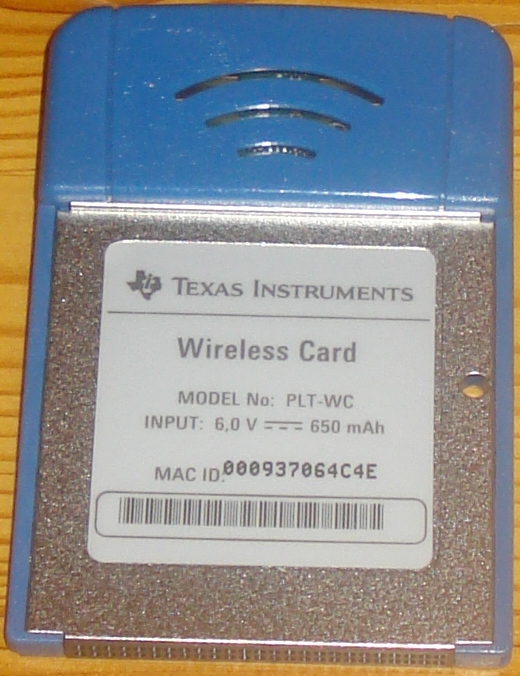 TEXAS INSTRUMENTS
Wireless Card
MODEL No: PLT-WC
INPUT: 6,0 V ⎓ 650 mAh
MAC ID: 000937064C4E